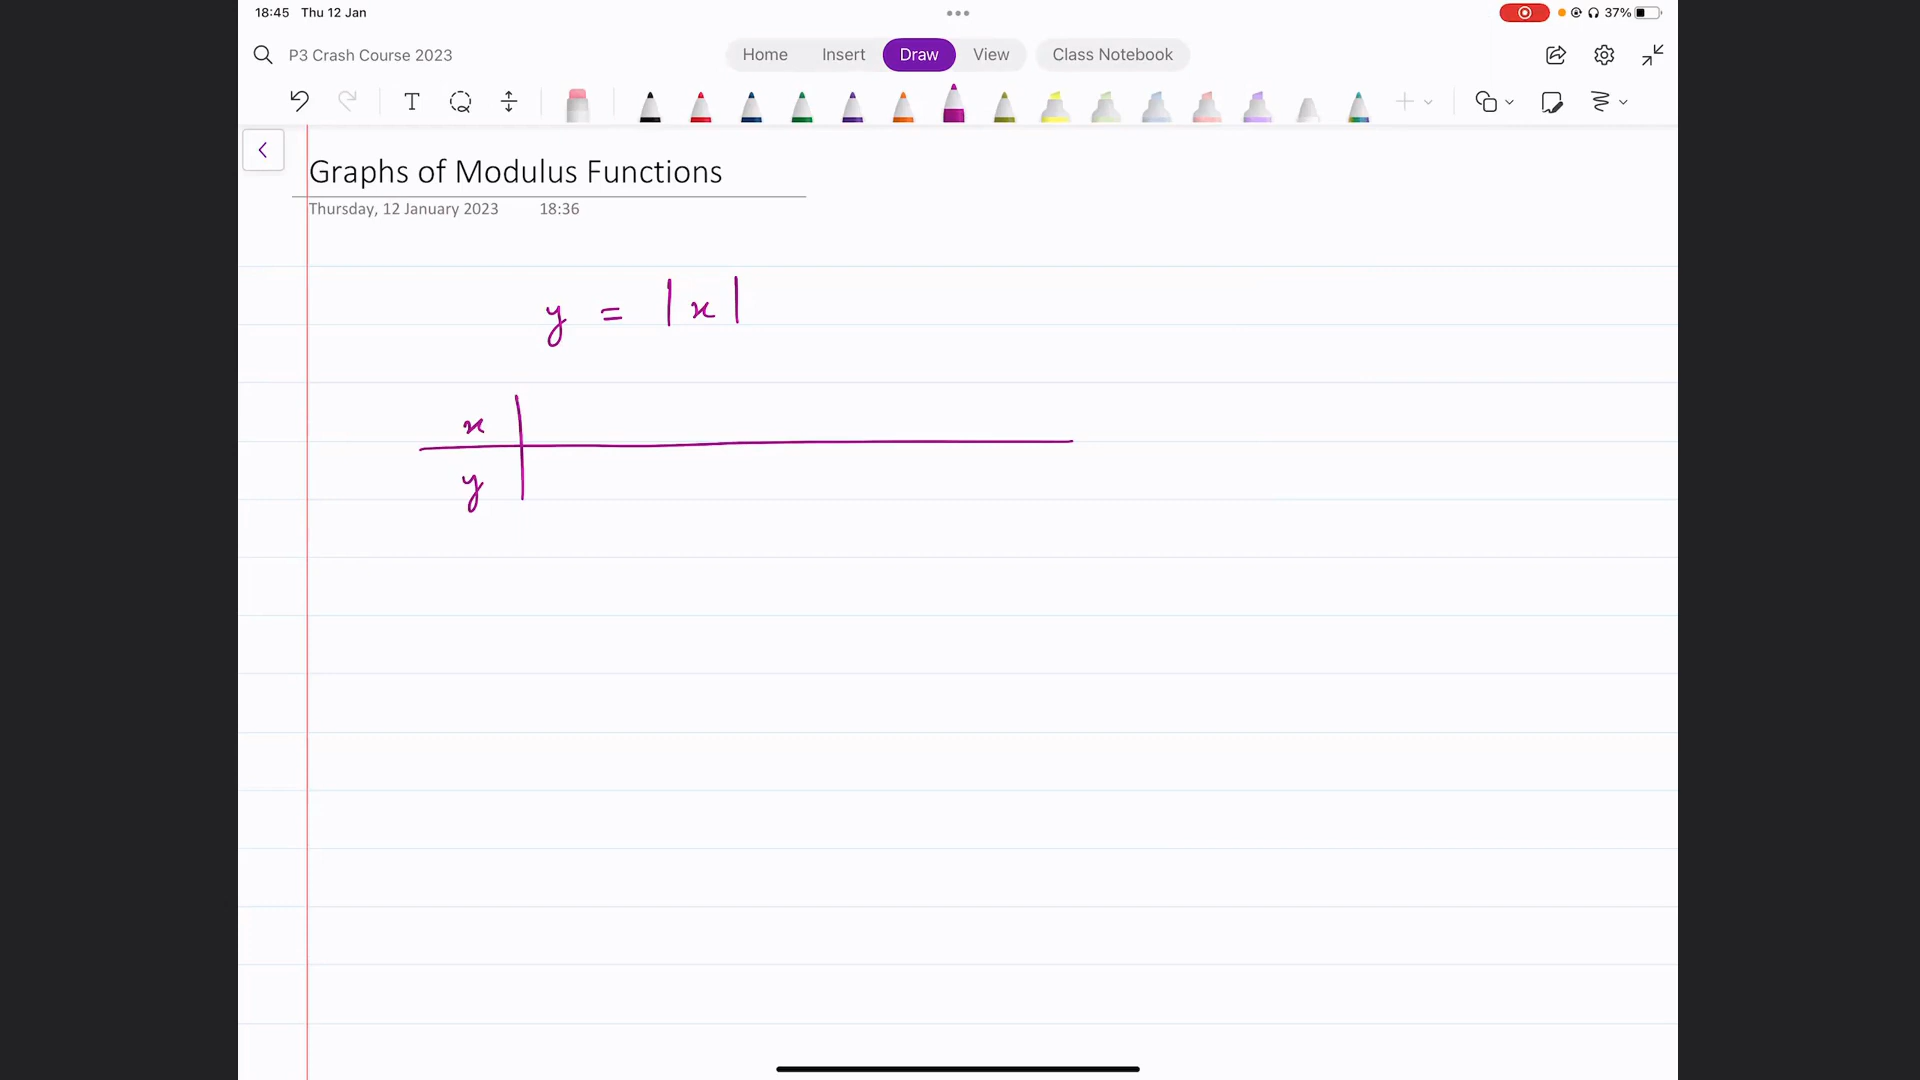 18:45 Thu 12 Jan
37%
P3 Crash Course 2023
Home Insert Draw View Class Notebook
T
Graphs of Modulus Functions
Thursday, 12 January 2023 18:36
y = |x|
x
y